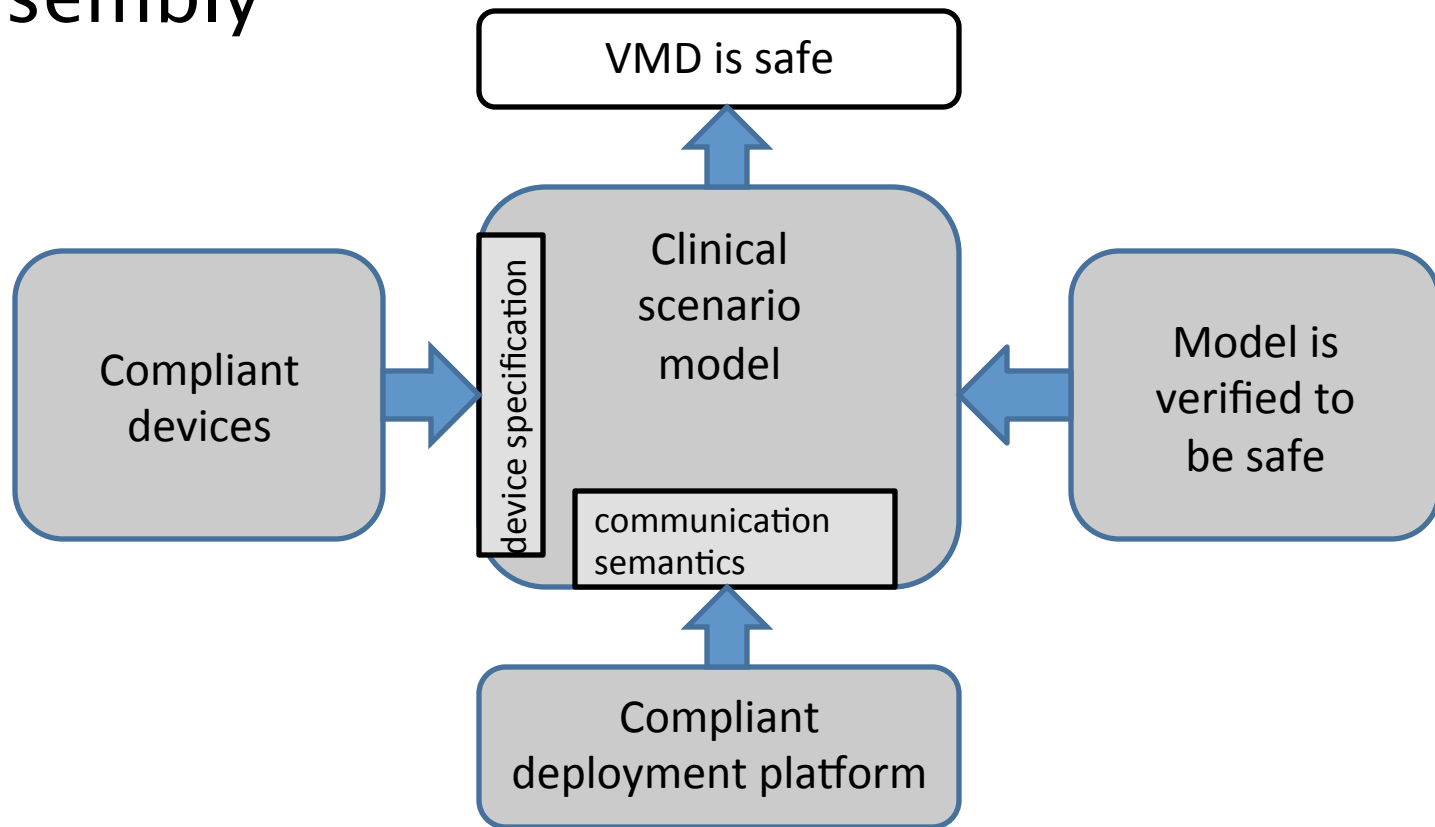 sembly
VMD is safe
Clinical
scenario
model
device specification
communication
semantics
Compliant
devices
Model is
verified to
be safe
Compliant
deployment platform